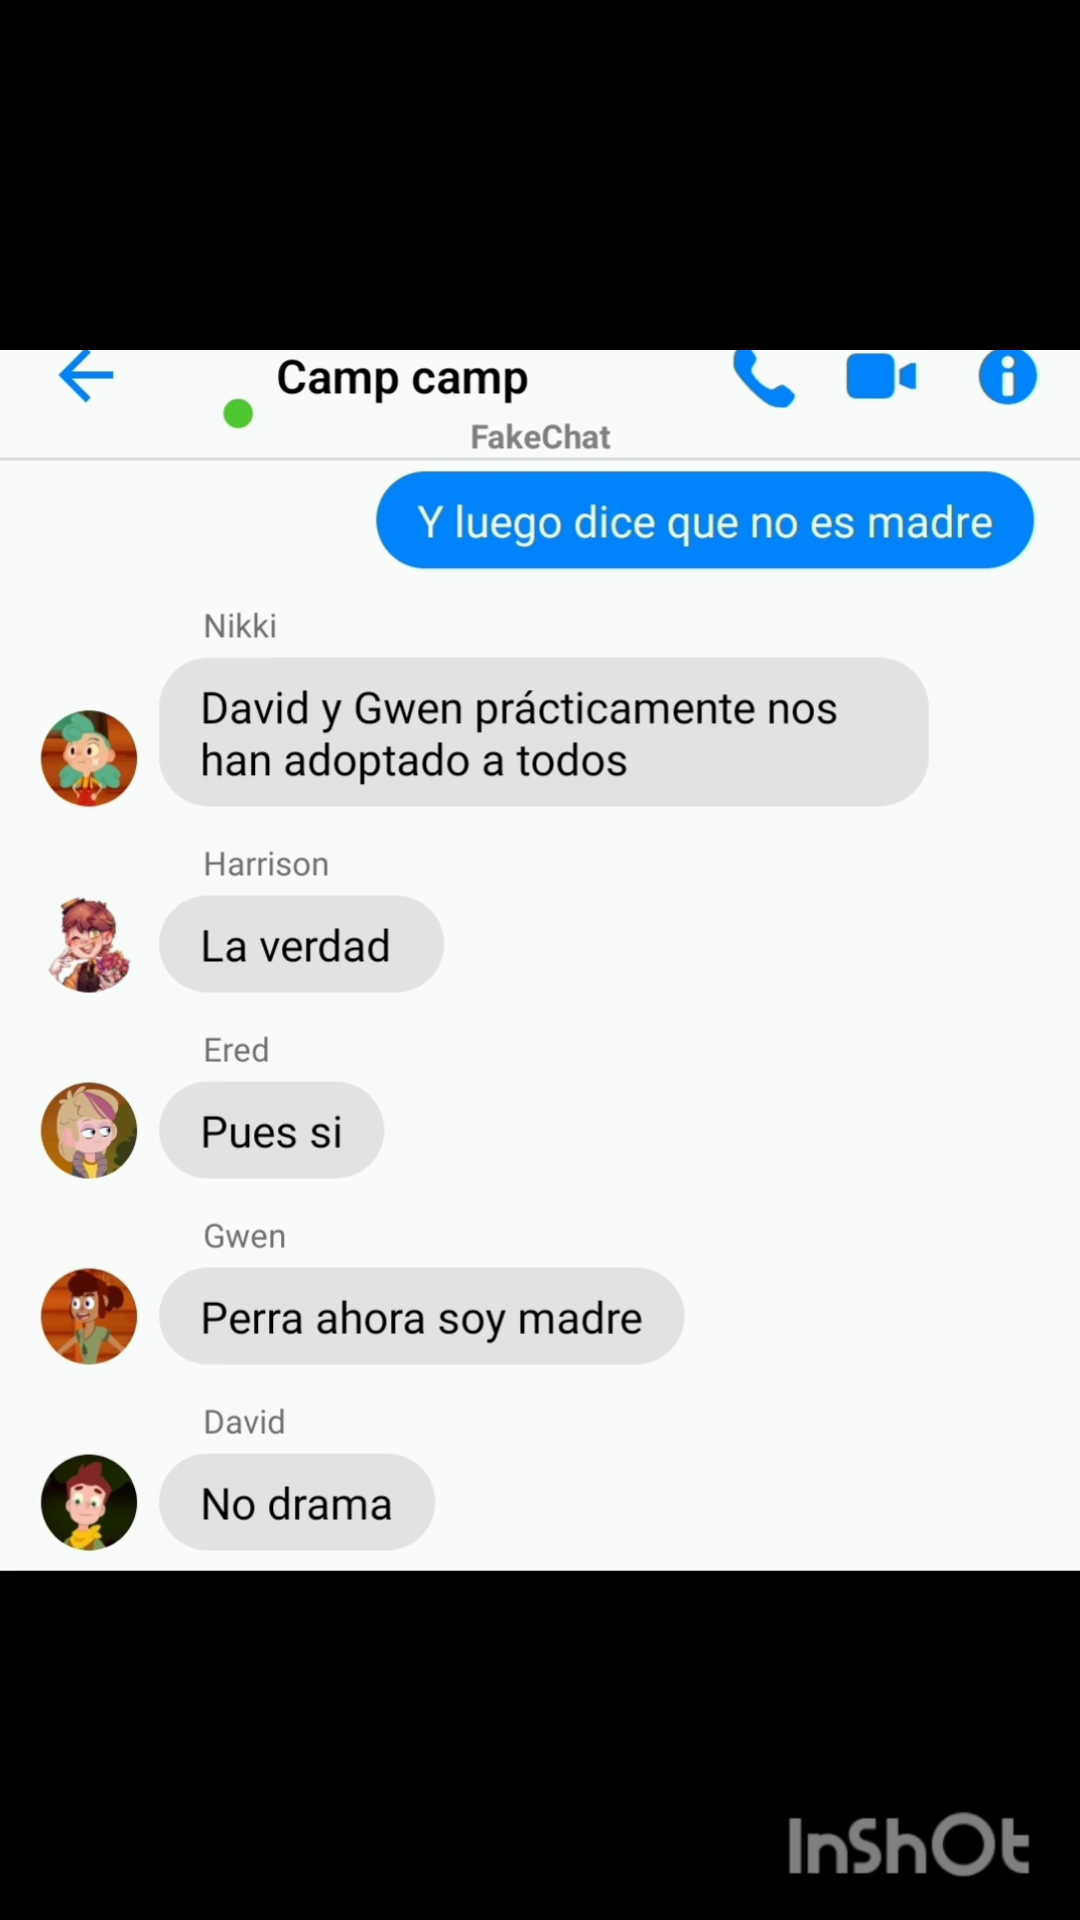 Camp camp
FakeChat
Y luego dice que no es madre
Nikki
David y Gwen prácticamente nos
han adoptado a todos
Harrison
La verdad
Ered
Pues si
Gwen
Perra ahora soy madre
David
No drama
InShOt